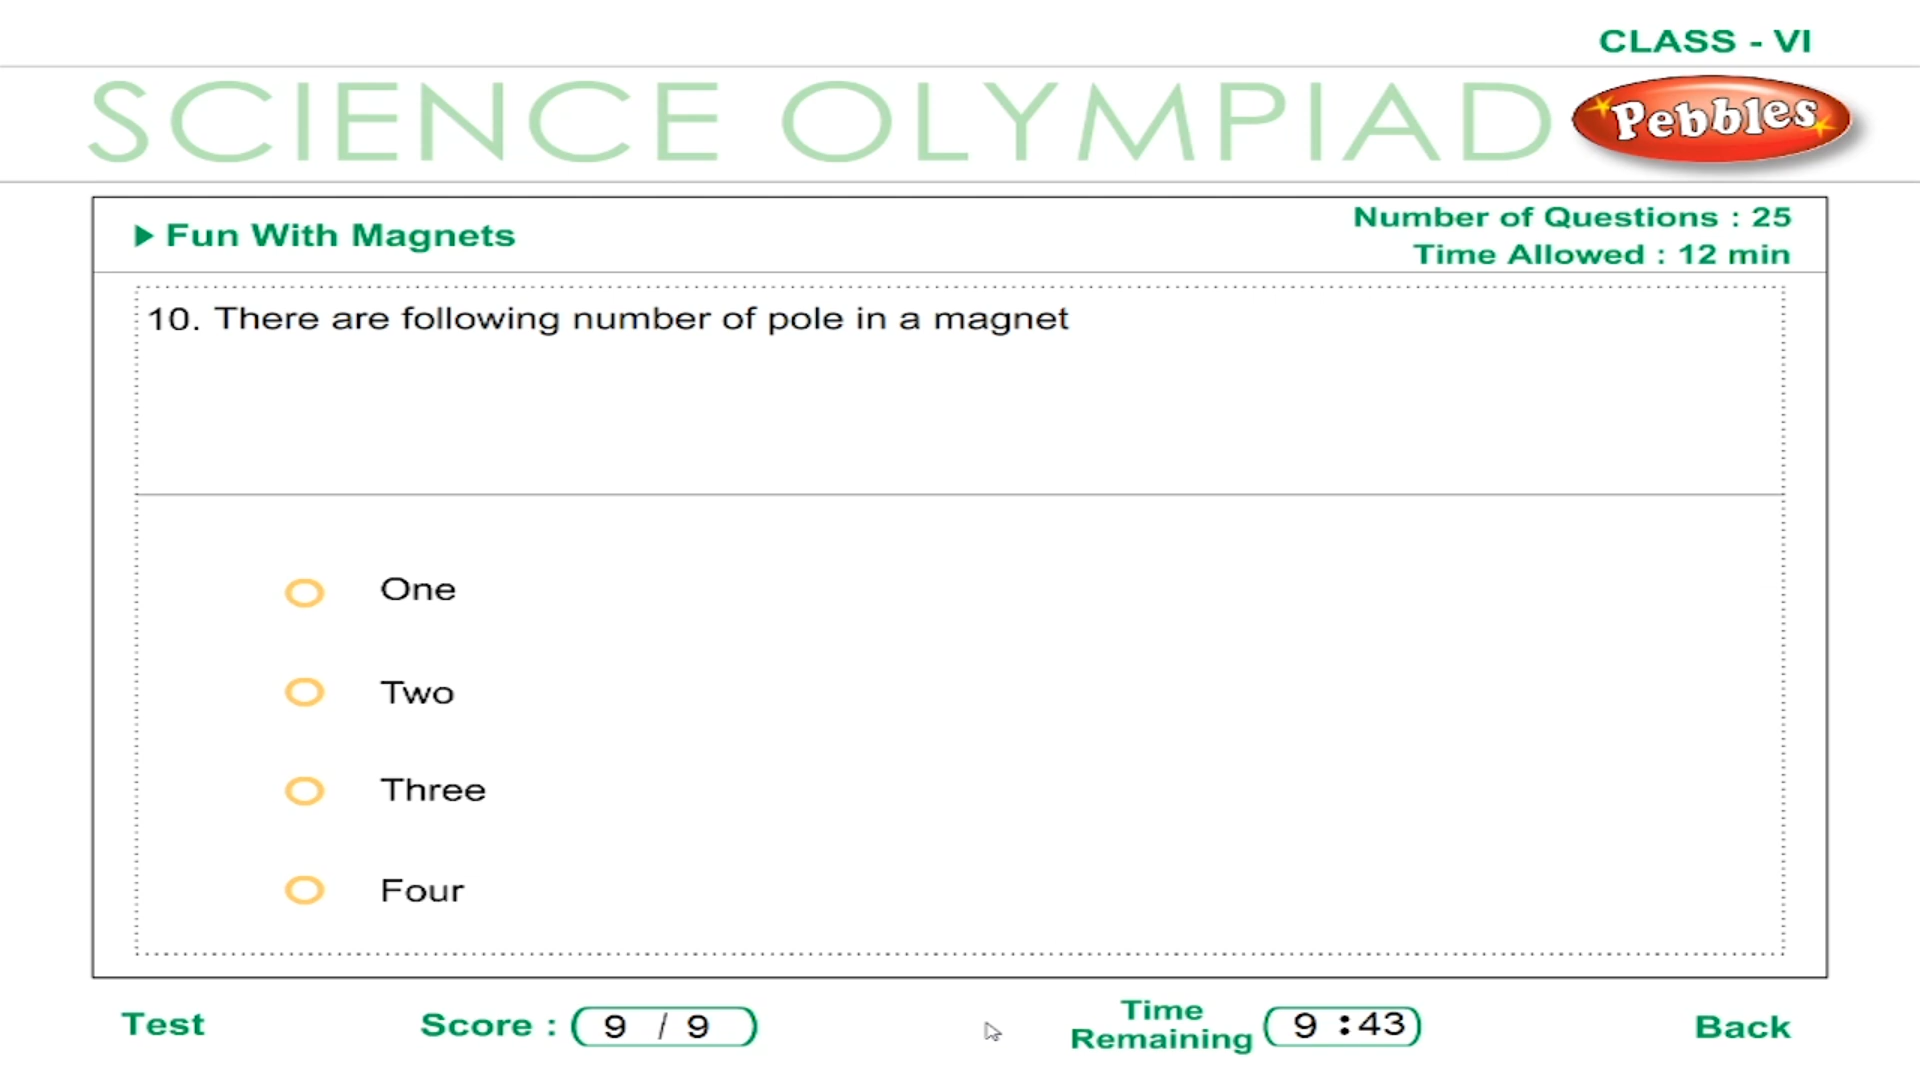 CLASS - VI
SCIENCE OLYMPIAD
Pebbles
Fun With Magnets
Number of Questions : 25
Time Allowed : 12 min
10. There are following number of pole in a magnet
One
Two
Three
Four
Test
Score : 9 / 9
Time
Remaining 9 :43
Back